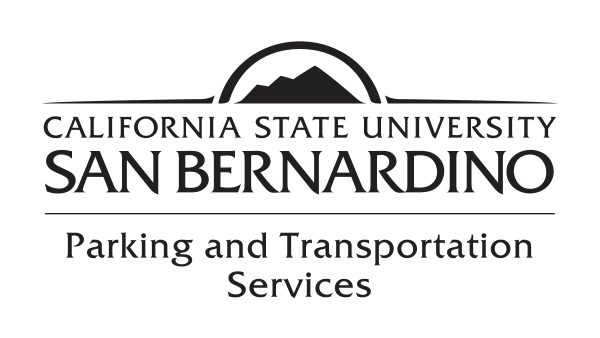 CALIFORNIA STATE UNIVERSITY
SAN BERNARDINO
Parking and Transportation
Services